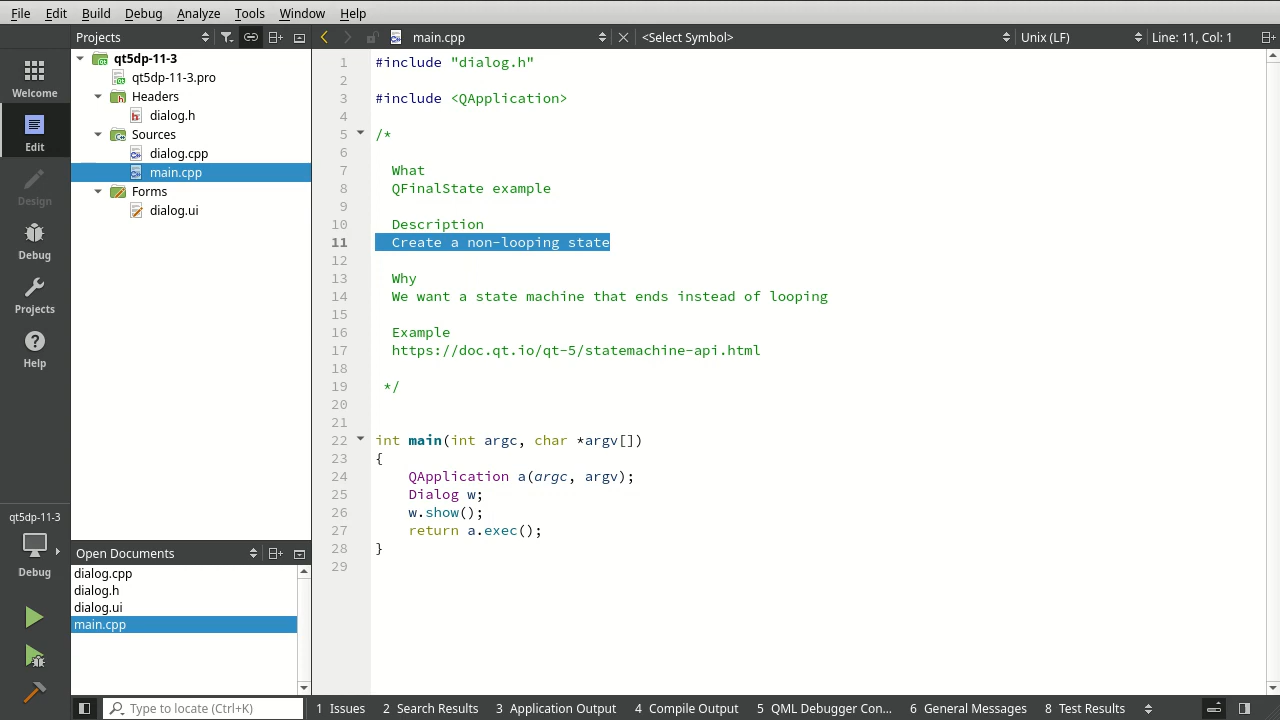 File Edit Build Debug Analyze Tools Window Help
Projects
main.cpp
<Select Symbol>
Unix (LF)
Line: 11, Col: 1
Welcome
Edit
Design
Debug
Projects
Help
qt5dp-11-3
Debug
qt5dp-11-3
qt5dp-11-3.pro
Headers
dialog.h
Sources
dialog.cpp
main.cpp
Forms
dialog.ui
Open Documents
dialog.cpp
dialog.h
dialog.ui
main.cpp
1 #include "dialog.h"
2
3 #include <QApplication>
4
5 /*
6
7 What
8 QFinalState example
9
10 Description
11 Create a non-looping state
12
13 Why
14 We want a state machine that ends instead of looping
15
16 Example
17 https://doc.qt.io/qt-5/statemachine-api.html
18
19 */
20
21
22 int main(int argc, char *argv[])
23 {
24 QApplication a(argc, argv);
25 Dialog w;
26 w.show();
27 return a.exec();
28 }
29
Type to locate (Ctrl+K)
1 Issues 2 Search Results 3 Application Output 4 Compile Output 5 QML Debugger Con... 6 General Messages 8 Test Results